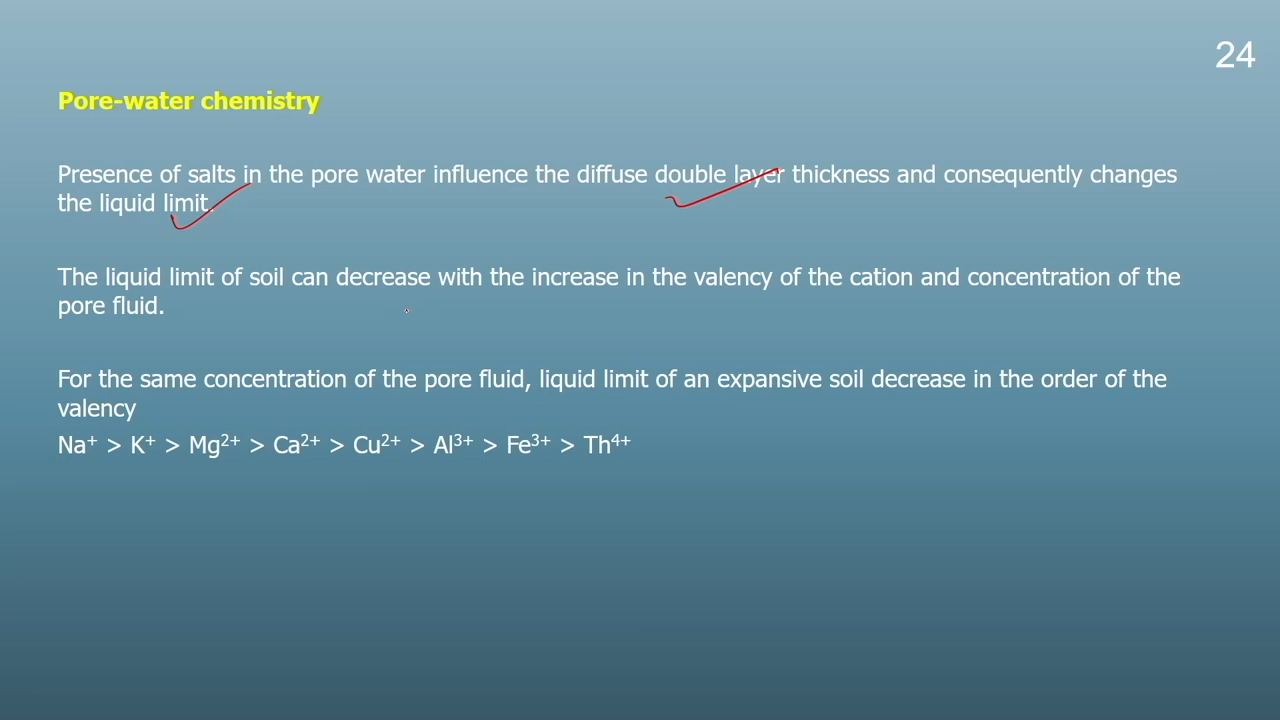 24
Pore-water chemistry
Presence of salts in the pore water influence the diffuse double layer thickness and consequently changes
the liquid limit.
The liquid limit of soil can decrease with the increase in the valency of the cation and concentration of the
pore fluid.
For the same concentration of the pore fluid, liquid limit of an expansive soil decrease in the order of the
valency
Na⁺ > K⁺ > Mg²⁺ > Ca²⁺ > Cu²⁺ > Al³⁺ > Fe³⁺ > Th⁴⁺